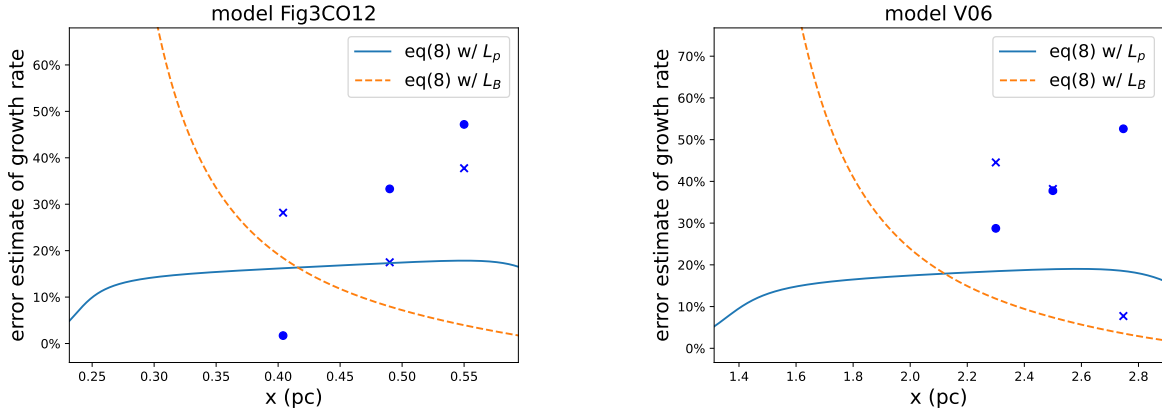 model Fig3CO12
error estimate of growth rate
60%
50%
40%
30%
20%
10%
0%
eq(8) w/ Lp
eq(8) w/ LB
0.25 0.30 0.35 0.40 0.45 0.50 0.55
x (pc)
model V06
error estimate of growth rate
70%
60%
50%
40%
30%
20%
10%
0%
eq(8) w/ Lp
eq(8) w/ LB
1.4 1.6 1.8 2.0 2.2 2.4 2.6 2.8
x (pc)